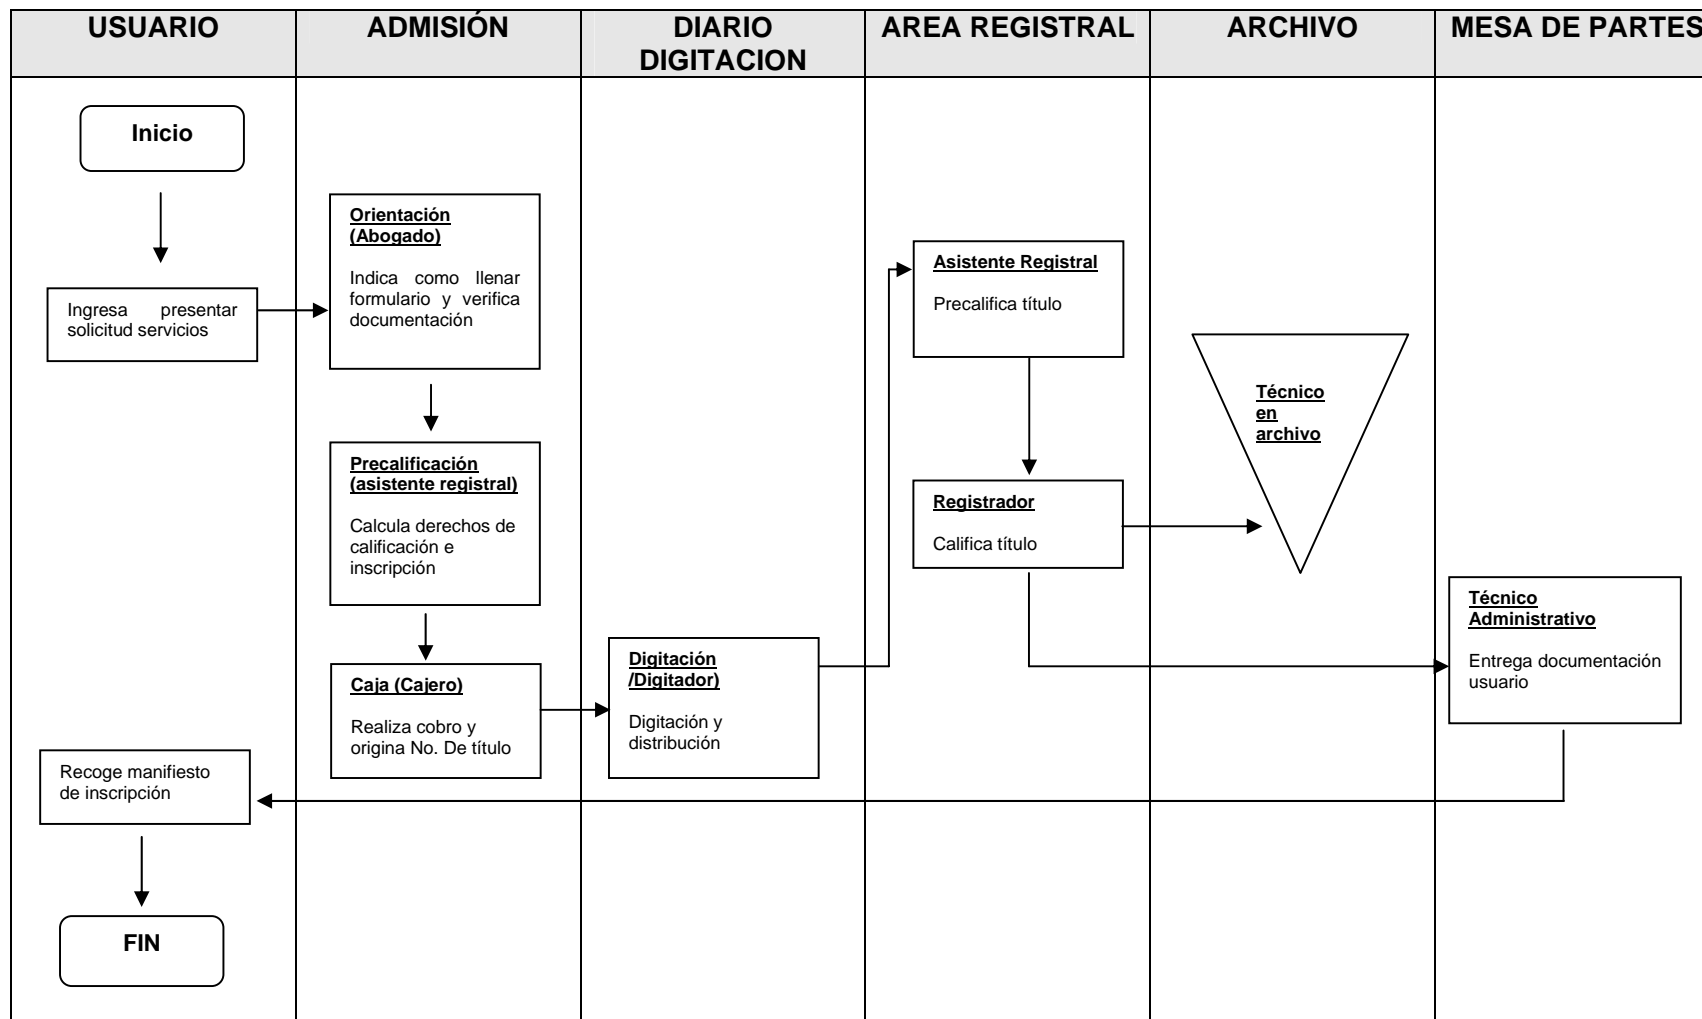 USUARIO
ADMISIÓN
DIARIO
DIGITACION
AREA REGISTRAL
ARCHIVO
MESA DE PARTES
Inicio
Ingresa presentar
solicitud servicios
Orientación
(Abogado)
Indica como llenar
formulario y verifica
documentación
Precalificación
(asistente registral)
Calcula derechos de
calificación e
inscripción
Caja (Cajero)
Realiza cobro y
origina No. De título
Digitación
/Digitador)
Digitación y
distribución
Asistente Registral
Precalifica título
Registrador
Califica título
Técnico
en
archivo
Técnico
Administrativo
Entrega documentación
usuario
Recoge manifiesto
de inscripción
FIN